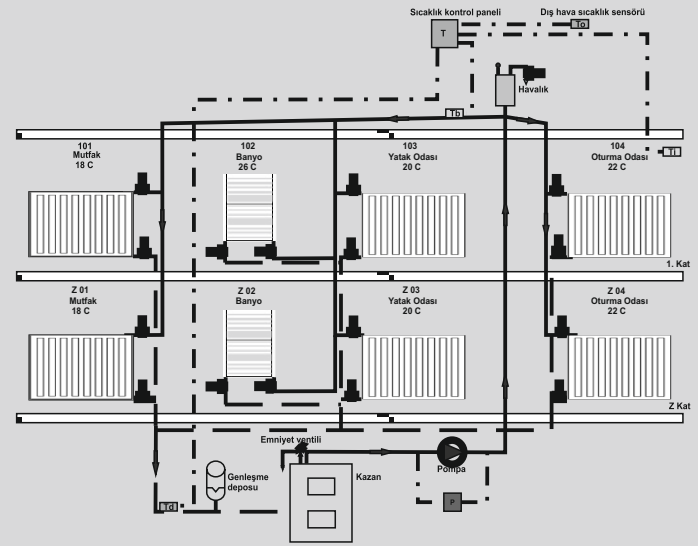 Sıcaklık kontrol paneli
Dış hava sıcaklık sensörü
T
To
Havalık
Tb
Tı
101
Mutfak
18 C
102
Banyo
26 C
103
Yatak Odası
20 C
104
Oturma Odası
22 C
1. Kat
Z 01
Mutfak
18 C
Z 02
Banyo
Z 03
Yatak Odası
20 C
Z 04
Oturma Odası
22 C
Z Kat
Emniyet ventili
Genleşme
deposu
Kazan
Pompa
Td
P